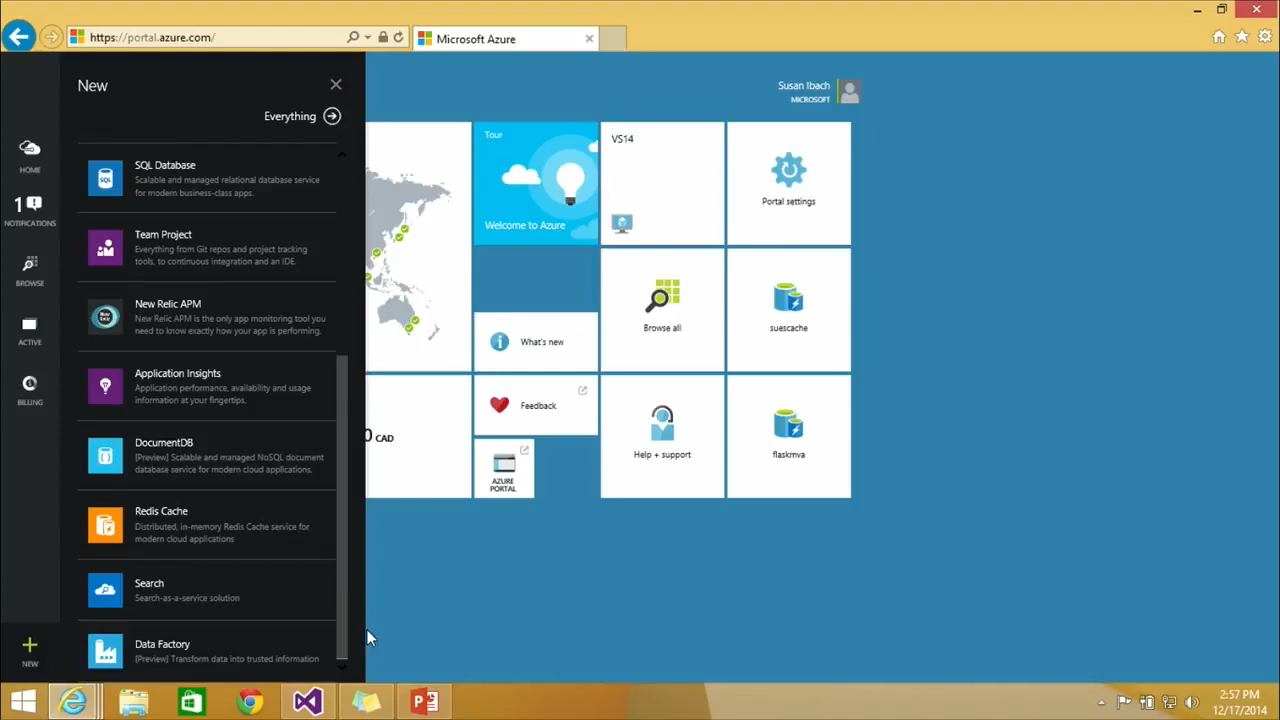 https://portal.azure.com/
Microsoft Azure
New
Everything
HOME
1
NOTIFICATIONS
BROWSE
ACTIVE
BILLING
NEW
SQL Database
Scalable and managed relational database service
for modern business-class apps.
Team Project
Everything from Git repos and project tracking
tools, to continuous integration and an IDE.
New Relic APM
New Relic APM is the only app monitoring tool you
need to know exactly how your app is performing.
Application Insights
Application performance, availability and usage
information at your fingertips.
DocumentDB
[Preview] Scalable and managed NoSQL document
database service for modern cloud applications.
Redis Cache
Distributed, in-memory Redis Cache service for
modern cloud applications
Search
Search-as-a-service solution
Data Factory
[Preview] Transform data into trusted information
Susan Ibach
MICROSOFT
Tour
Welcome to Azure
VS14
Portal settings
What's new
Browse all
suescache
0 CAD
Feedback
AZURE
PORTAL
Help + support
flaskmva
SQL
2:57 PM
12/17/2014